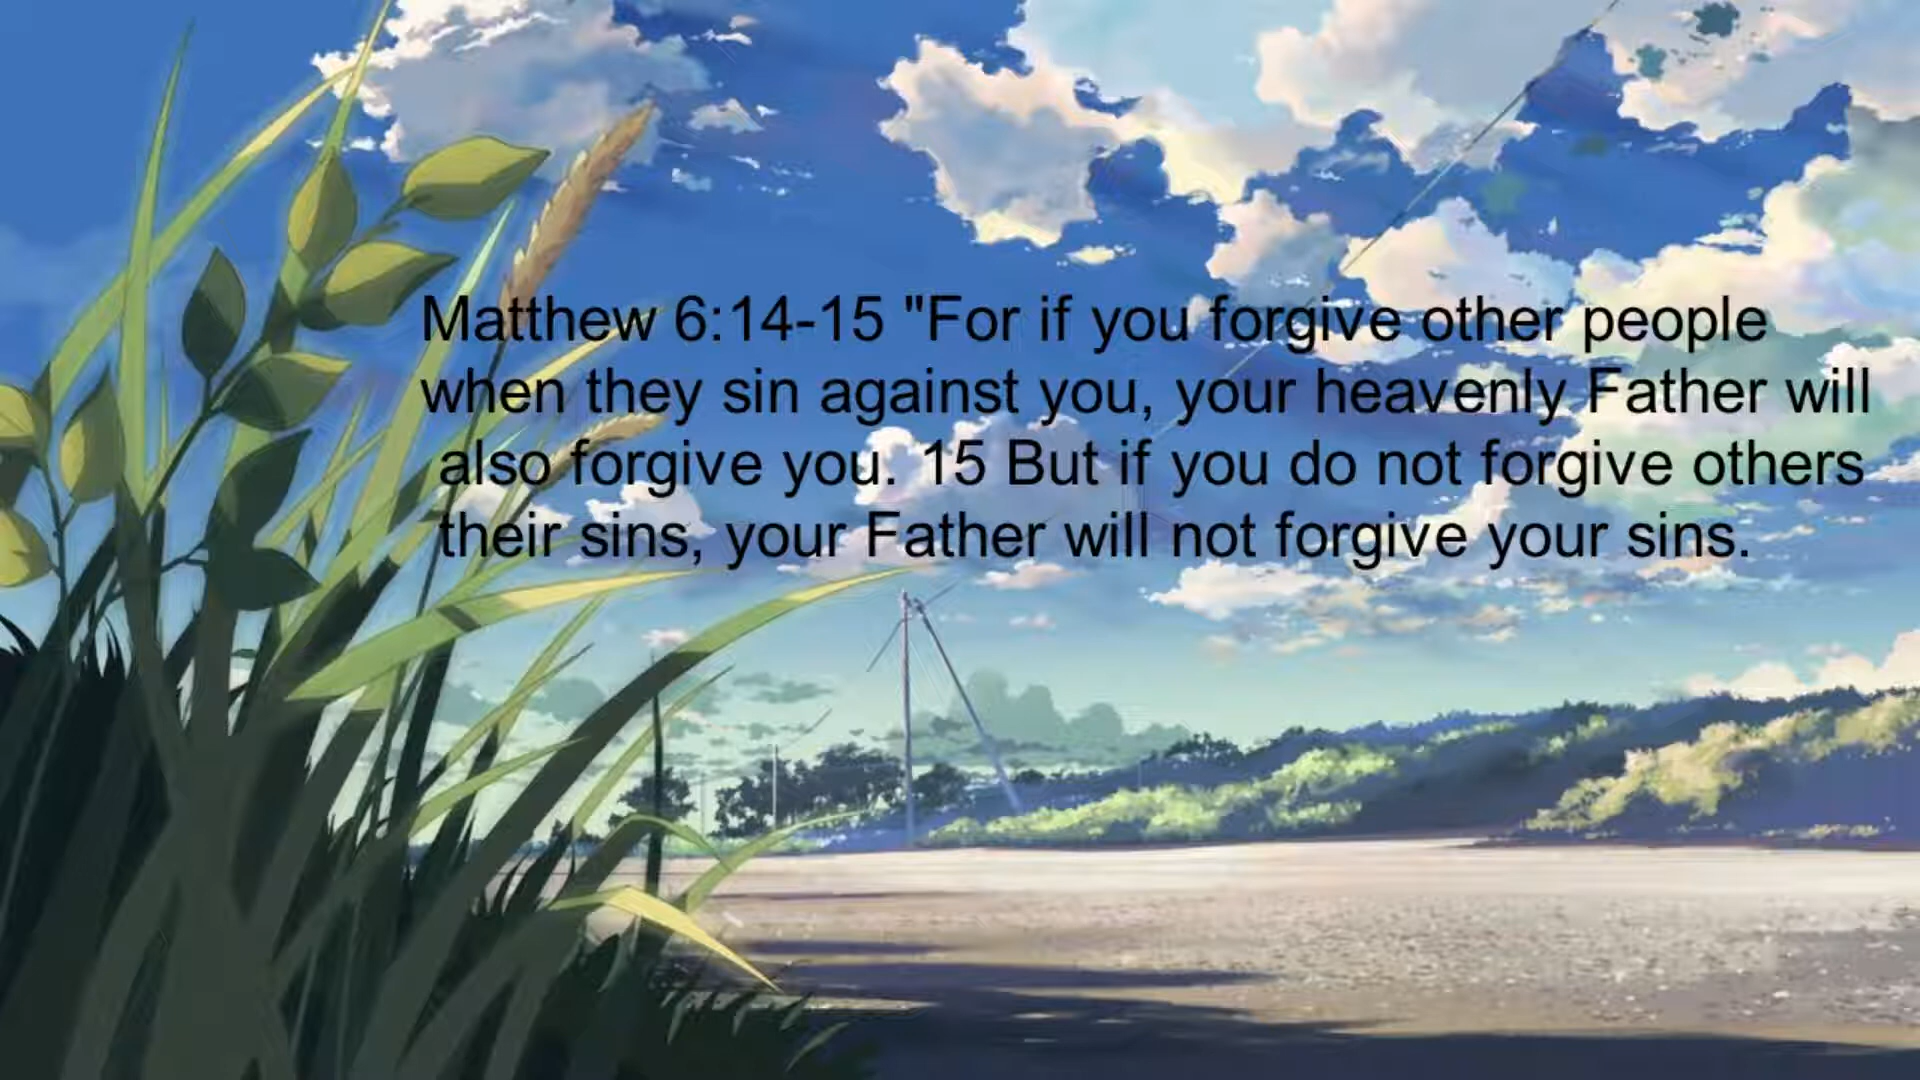 Matthew 6:14-15 "For if you forgive other people
when they sin against you, your heavenly Father will
also forgive you. 15 But if you do not forgive others
their sins, your Father will not forgive your sins.